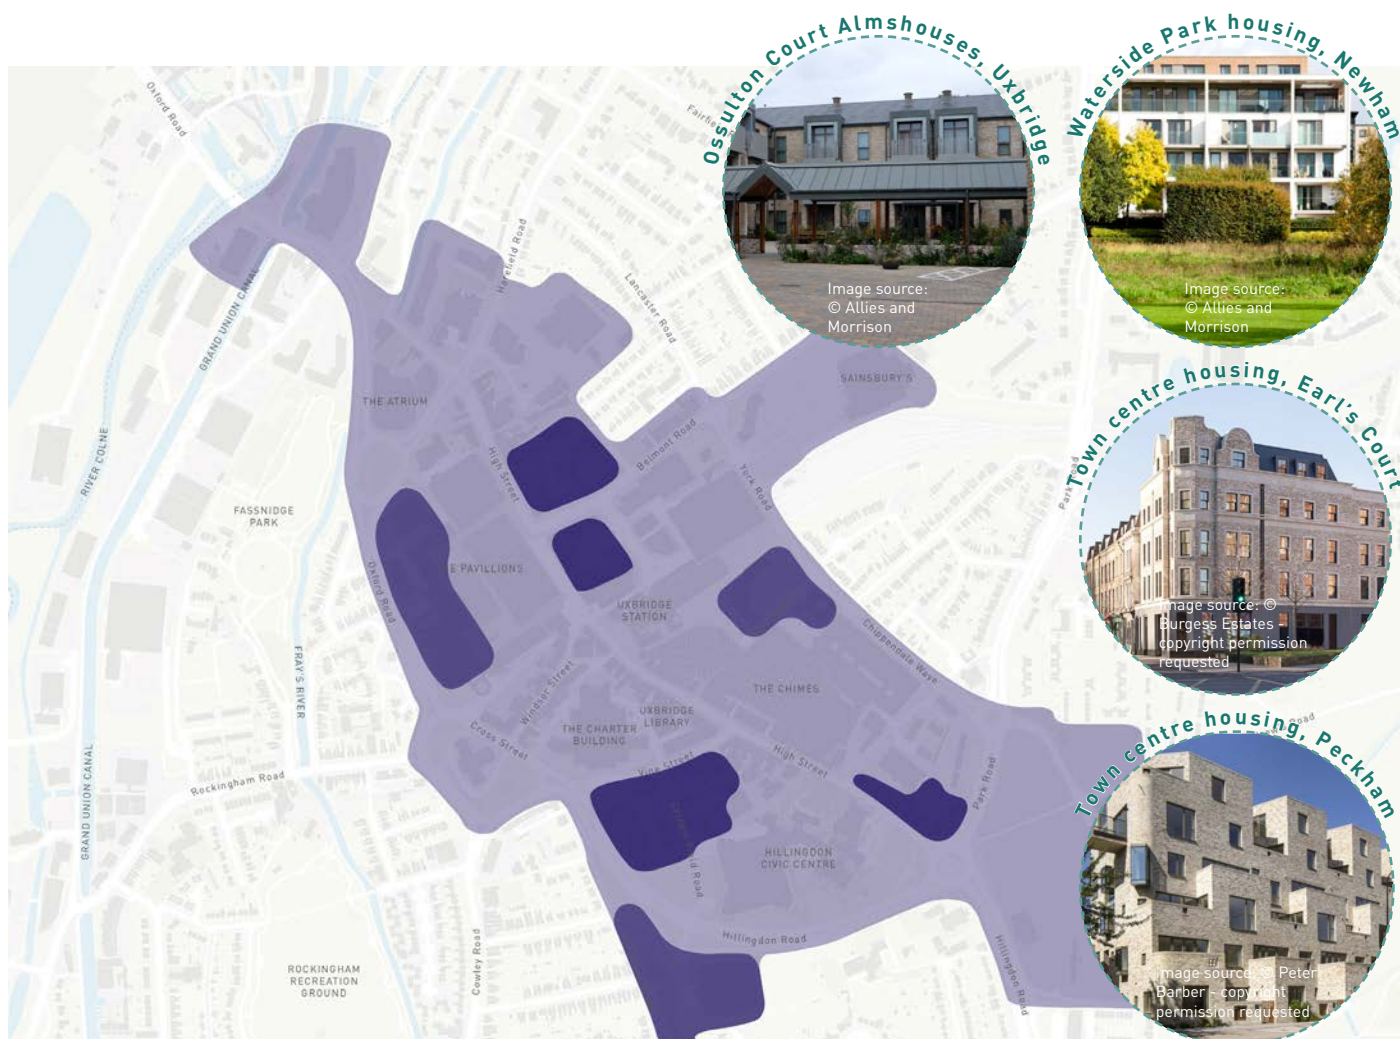 Ossulton Court Almshouses, Uxbridge
Image source:
© Allies and
Morrison
Waterside Park housing, Newham
Image source:
© Allies and
Morrison
Town centre housing, Earl's Court
Image source: ©
Burgess Estates -
copyright permission
requested
Town centre housing, Peckham
Image source: © Peter
Barber - copyright
permission requested
Oxford Road
GRAND UNION CANAL
Harefield Road
Lancaster Road
SAINSBURY'S
THE ATRIUM
RIVER COLNE
High Street
Belmont Road
York Road
Park Road
FASSNIDGE
PARK
Oxford Road
E PAVILLIONS
UXBRIDGE
STATION
Chippendale Waye
FRAY'S RIVER
Windsor Street
Cross Street
THE CHARTER
BUILDING
UXBRIDGE
LIBRARY
THE CHIMES
High Street
Vine Street
Park Road
Rockingham Road
GRAND UNION CANAL
HILLINGDON
CIVIC CENTRE
Hillingdon Road
Hillingdon Road
Cowley Road
ROCKINGHAM
RECREATION
GROUND